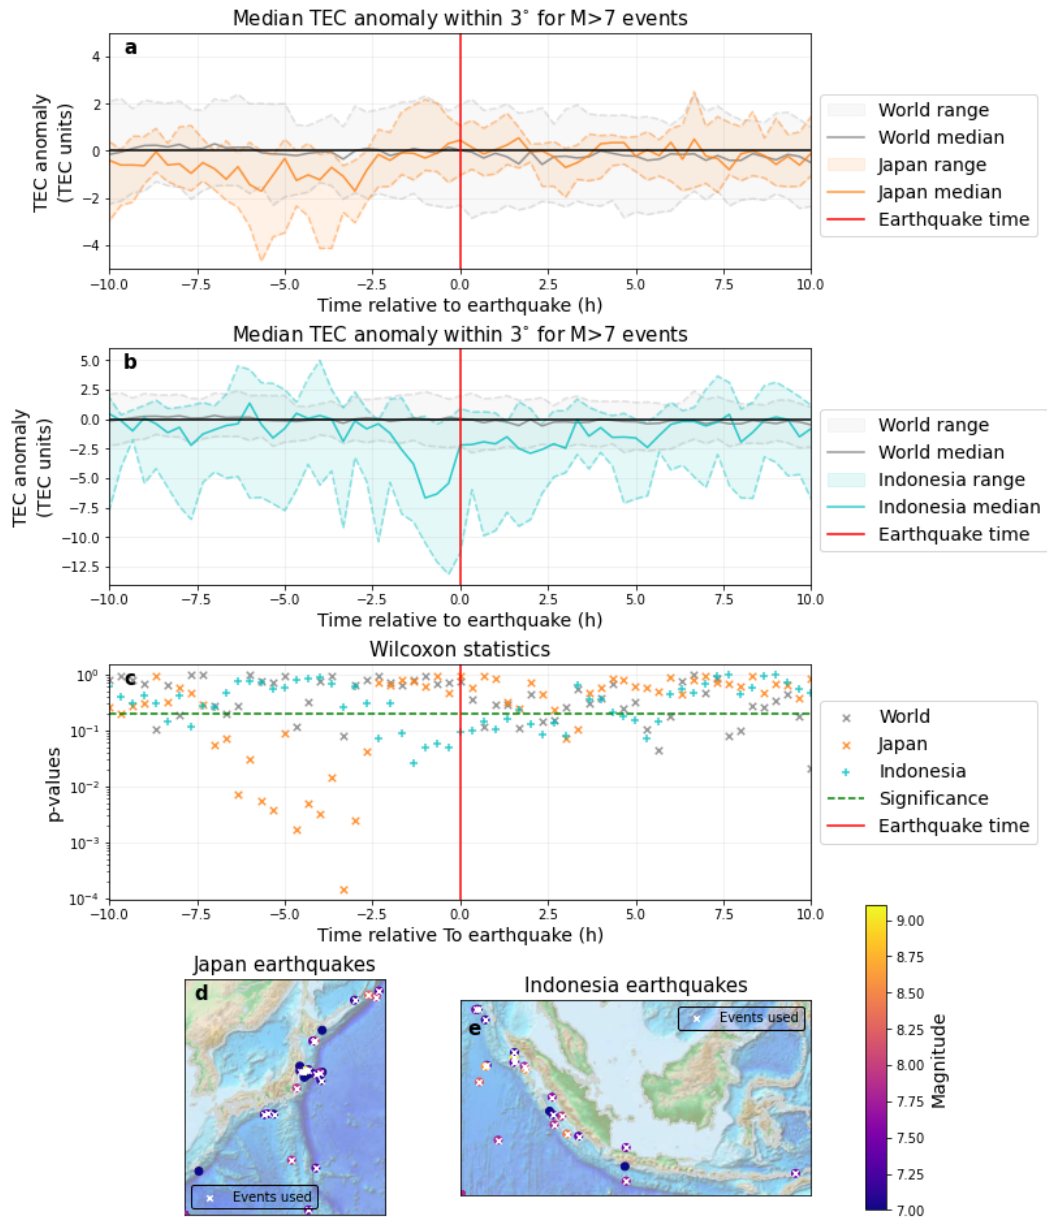 Median TEC anomaly within 3° for M>7 events
a
4
2
0
−2
−4
TEC anomaly
(TEC units)
−10.0 −7.5 −5.0 −2.5 0.0 2.5 5.0 7.5 10.0
Time relative to earthquake (h)
World range
World median
Japan range
Japan median
Earthquake time
Median TEC anomaly within 3° for M>7 events
b
5.0
2.5
0.0
−2.5
−5.0
−7.5
−10.0
−12.5
TEC anomaly
(TEC units)
−10.0 −7.5 −5.0 −2.5 0.0 2.5 5.0 7.5 10.0
Time relative to earthquake (h)
World range
World median
Indonesia range
Indonesia median
Earthquake time
Wilcoxon statistics
c
10⁰
10⁻¹
10⁻²
10⁻³
10⁻⁴
p-values
−10.0 −7.5 −5.0 −2.5 0.0 2.5 5.0 7.5 10.0
Time relative To earthquake (h)
World
Japan
Indonesia
Significance
Earthquake time
Japan earthquakes
d
Events used
Indonesia earthquakes
e
Events used
9.00
8.75
8.50
8.25
8.00
7.75
7.50
7.25
7.00
Magnitude